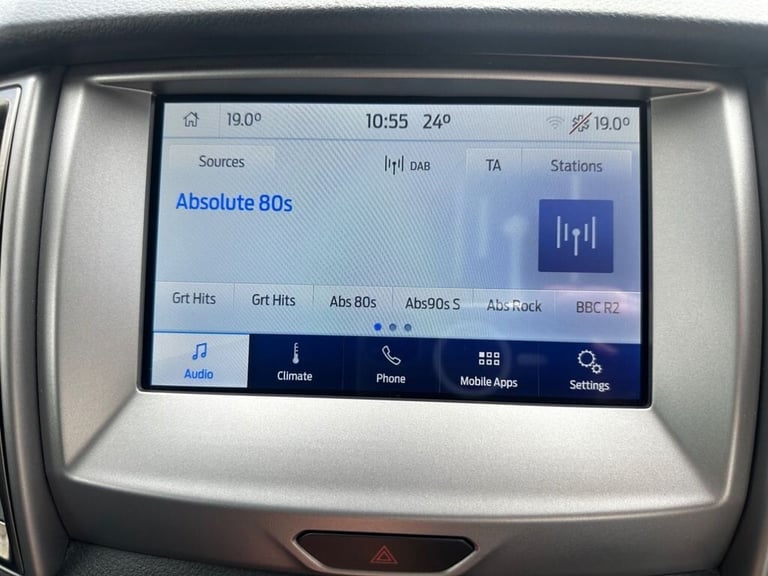 19.0° 10:55 24° 19.0°
Sources DAB TA Stations
Absolute 80s
Grt Hits Grt Hits Abs 80s Abs90s S Abs Rock BBC R2
Audio Climate Phone Mobile Apps Settings